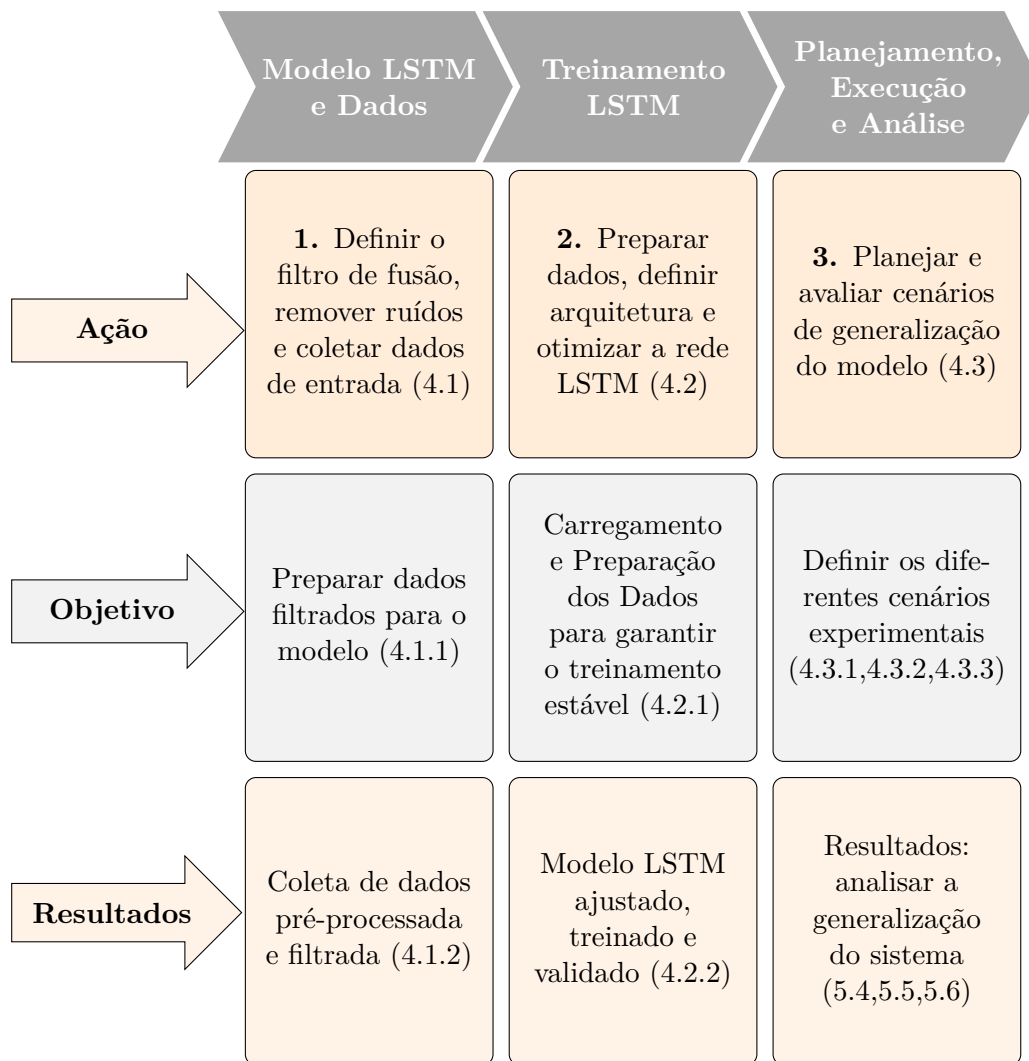 Modelo LSTM
e Dados
Treinamento
LSTM
Planejamento,
Execução
e Análise
Ação
1. Definir o
filtro de fusão,
remover ruídos
e coletar dados
de entrada (4.1)
2. Preparar
dados, definir
arquitetura e
otimizar a rede
LSTM (4.2)
3. Planejar e
avaliar cenários
de generalização
do modelo (4.3)
Objetivo
Preparar dados
filtrados para o
modelo (4.1.1)
Carregamento
e Preparação
dos Dados
para garantir
o treinamento
estável (4.2.1)
Definir os dife-
rentes cenários
experimentais
(4.3.1,4.3.2,4.3.3)
Resultados
Coleta de dados
pré-processada
e filtrada (4.1.2)
Modelo LSTM
ajustado,
treinado e
validado (4.2.2)
Resultados:
analisar a
generalização
do sistema
(5.4,5.5,5.6)